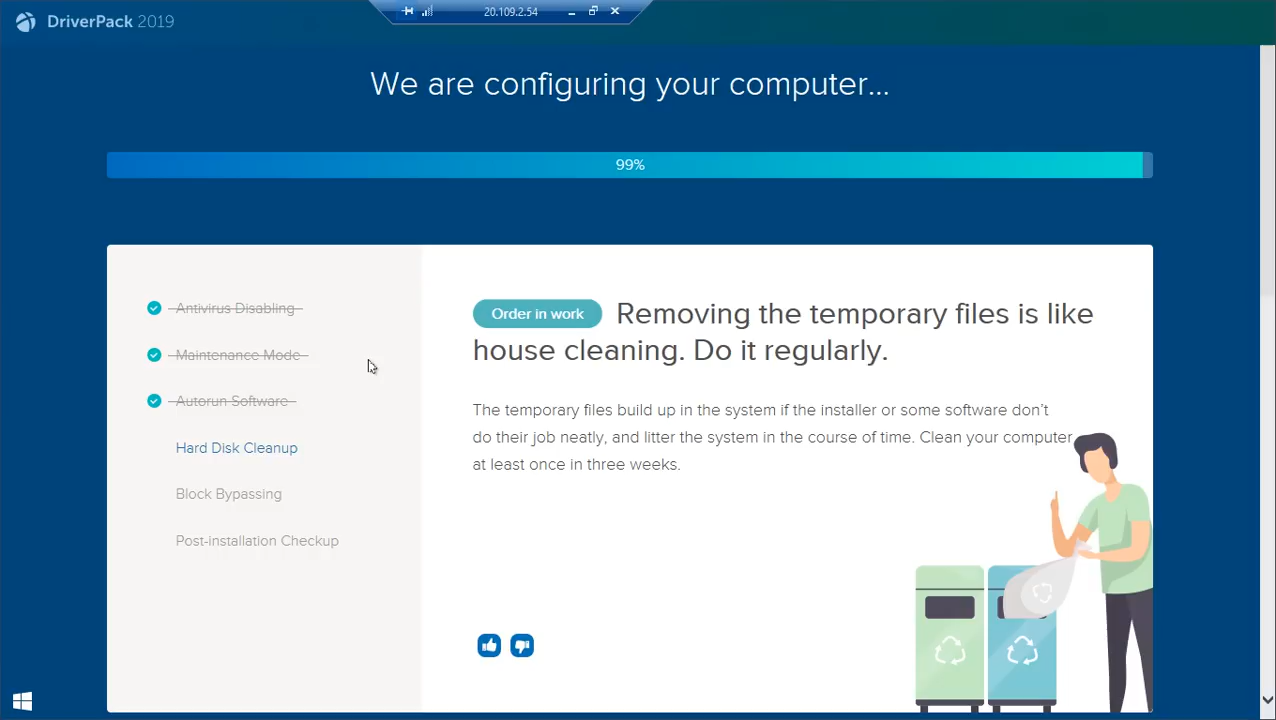 DriverPack 2019
20.109.2.54
We are configuring your computer...
99%
Antivirus Disabling
Maintenance Mode
Autorun Software
Hard Disk Cleanup
Block Bypassing
Post-installation Checkup
Order in work Removing the temporary files is like
house cleaning. Do it regularly.
The temporary files build up in the system if the installer or some software don’t
do their job neatly, and litter the system in the course of time. Clean your computer
at least once in three weeks.